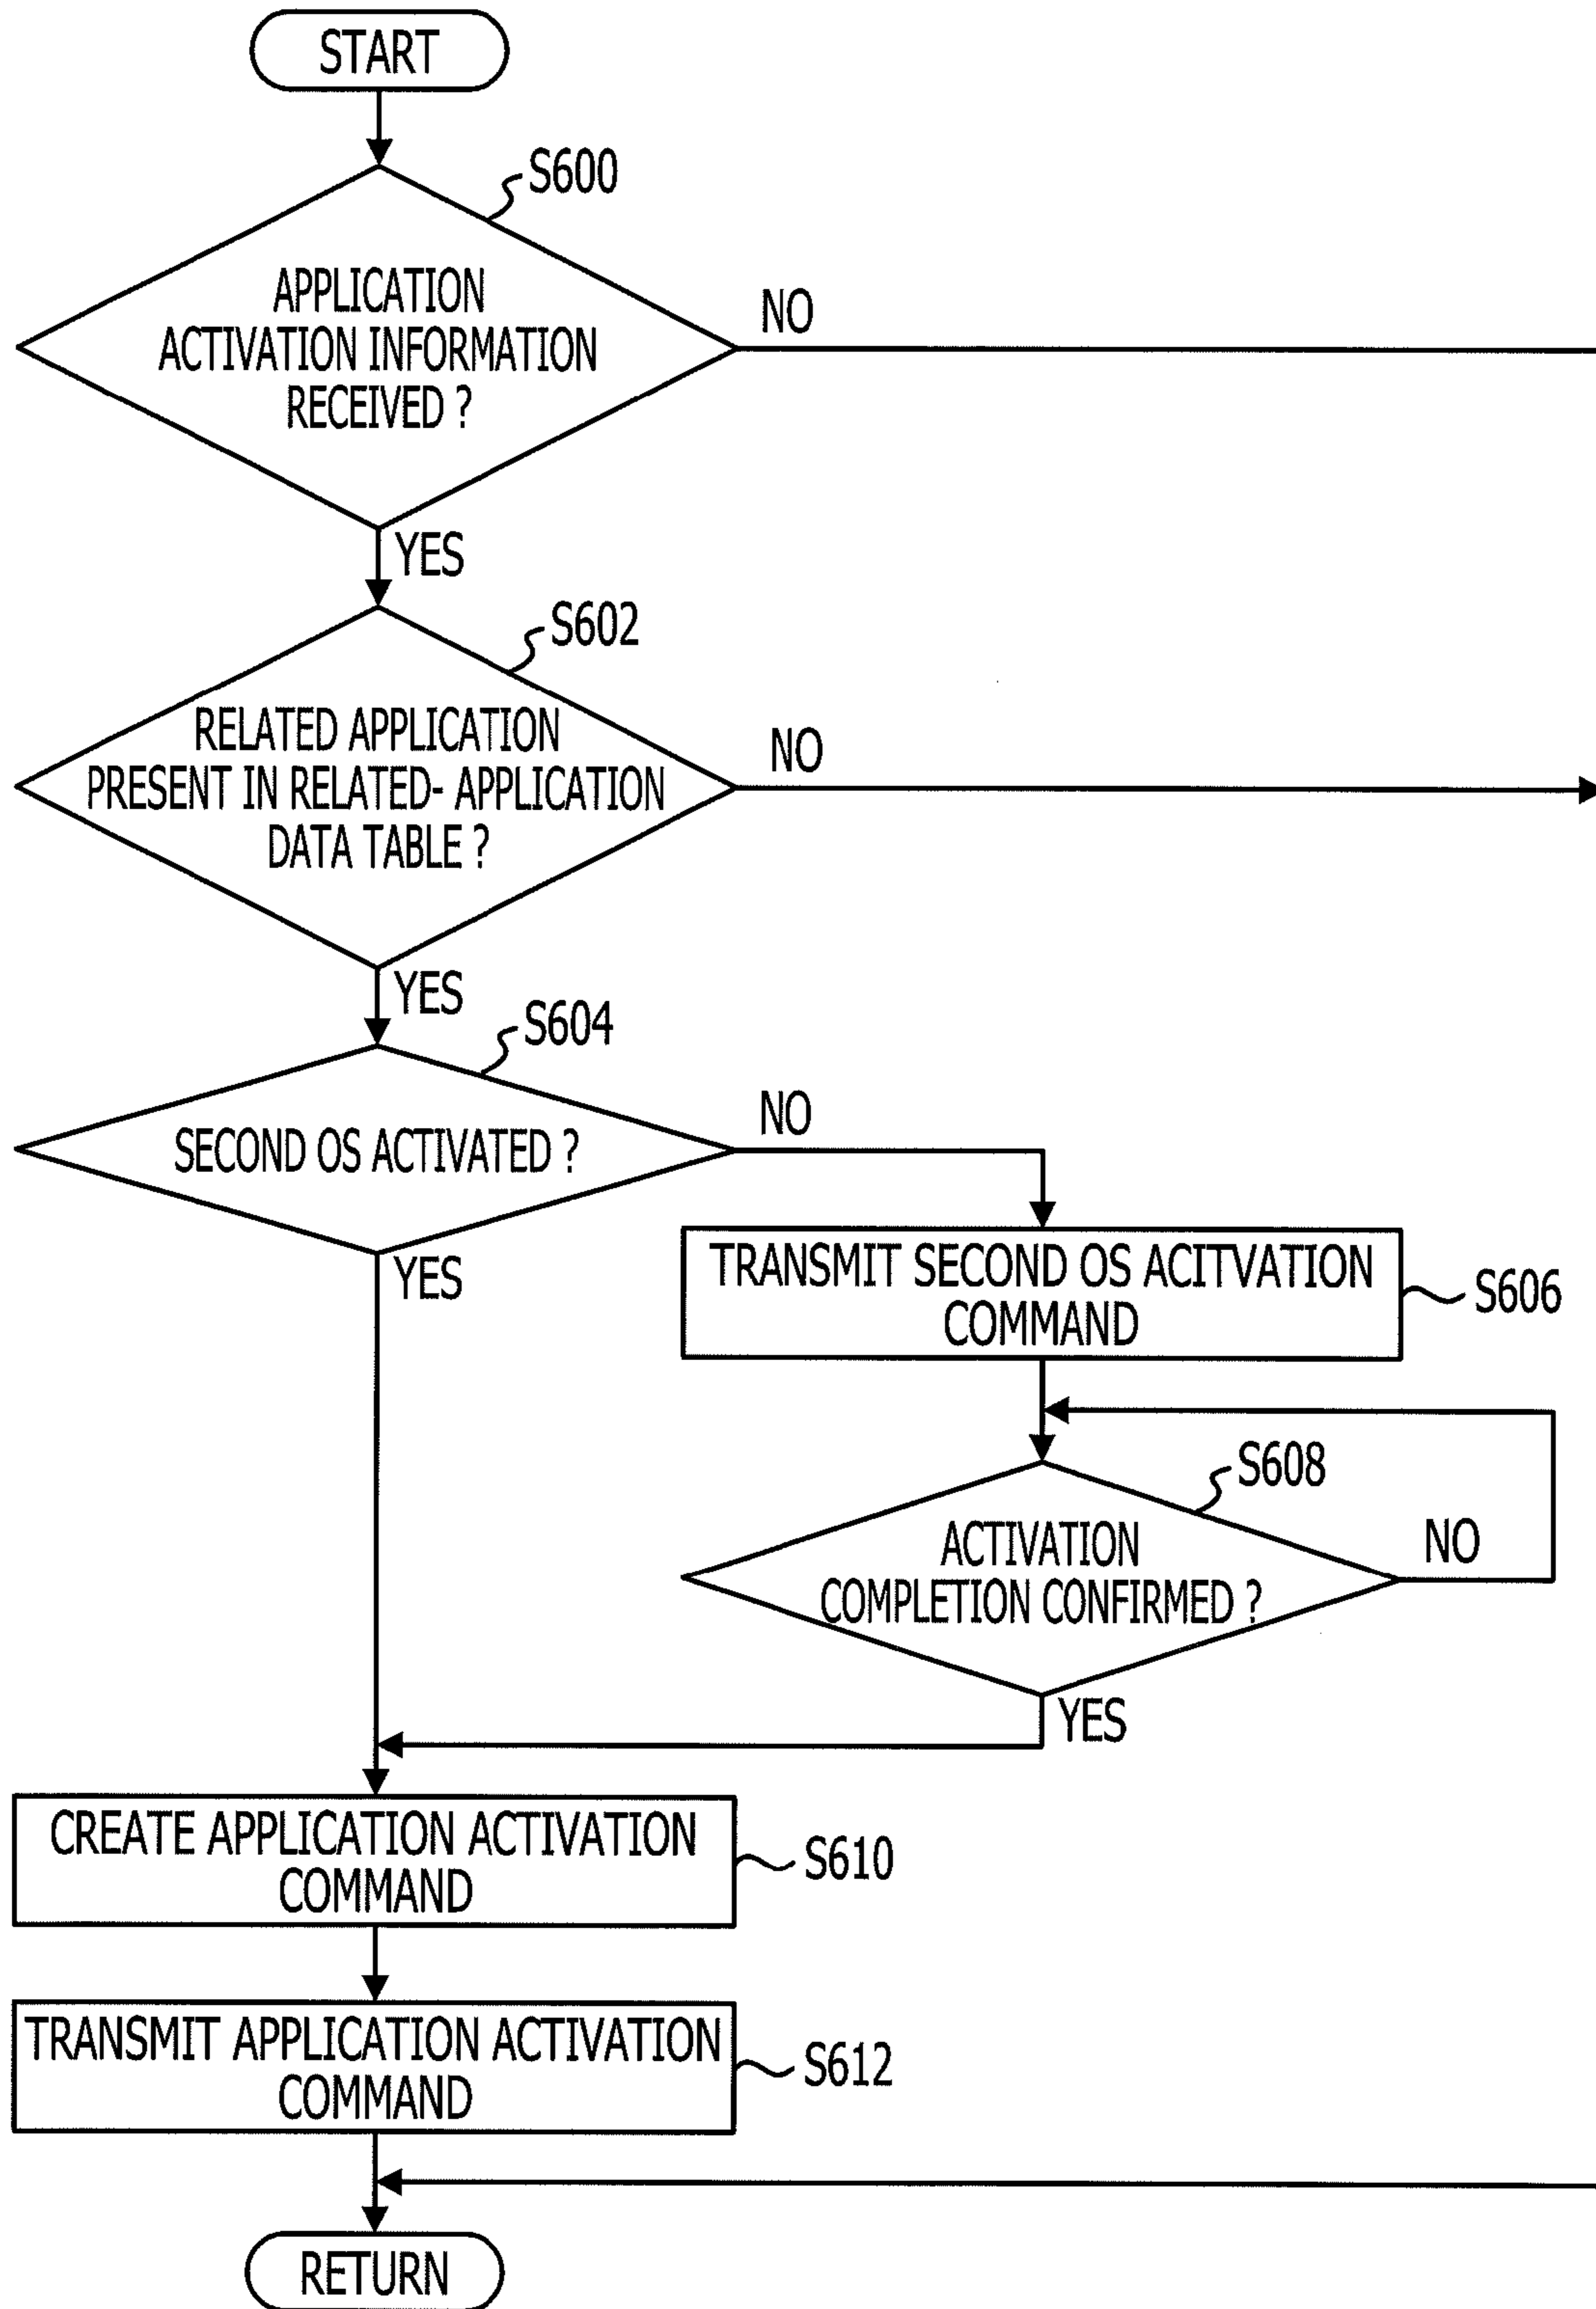 START
S600
APPLICATION
ACTIVATION INFORMATION
RECEIVED ?
NO
YES
S602
RELATED APPLICATION
PRESENT IN RELATED- APPLICATION
DATA TABLE ?
NO
YES
S604
SECOND OS ACTIVATED ?
NO
YES
TRANSMIT SECOND OS ACITVATION
COMMAND
S606
S608
ACTIVATION
COMPLETION CONFIRMED ?
NO
YES
CREATE APPLICATION ACTIVATION
COMMAND
S610
TRANSMIT APPLICATION ACTIVATION
COMMAND
S612
RETURN